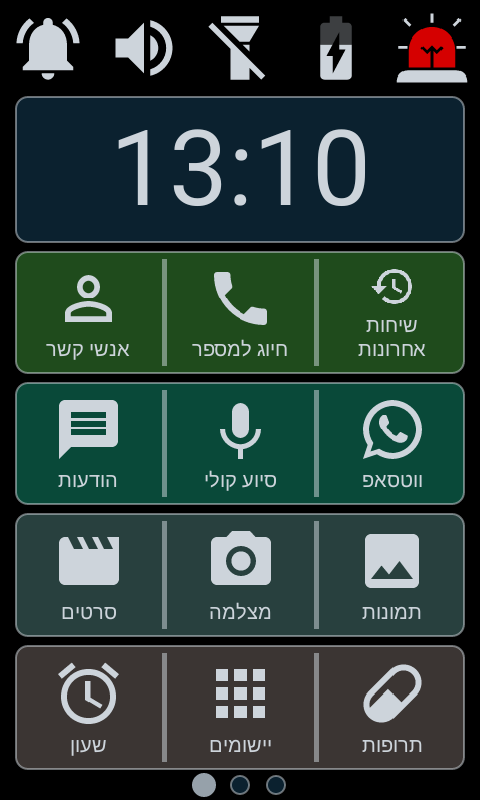 13:10
שיחות
אחרונות
חיוג למספר
אנשי קשר
ווטסאפ
סיוע קולי
הודעות
תמונות
מצלמה
סרטים
תרופות
יישומים
שעון